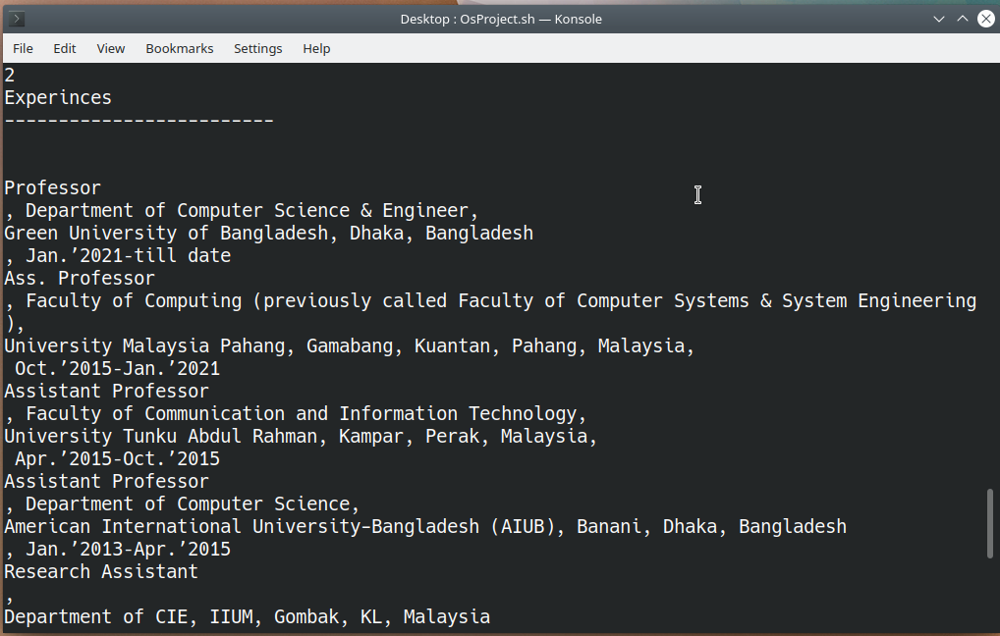 Desktop : OsProject.sh — Konsole
File Edit View Bookmarks Settings Help
2
Experinces
-------------------------
Professor
, Department of Computer Science & Engineer,
Green University of Bangladesh, Dhaka, Bangladesh
, Jan.’2021-till date
Ass. Professor
, Faculty of Computing (previously called Faculty of Computer Systems & System Engineering
),
University Malaysia Pahang, Gamabang, Kuantan, Pahang, Malaysia,
Oct.’2015-Jan.’2021
Assistant Professor
, Faculty of Communication and Information Technology,
University Tunku Abdul Rahman, Kampar, Perak, Malaysia,
Apr.’2015-Oct.’2015
Assistant Professor
, Department of Computer Science,
American International University–Bangladesh (AIUB), Banani, Dhaka, Bangladesh
, Jan.’2013-Apr.’2015
Research Assistant
,
Department of CIE, IIUM, Gombak, KL, Malaysia